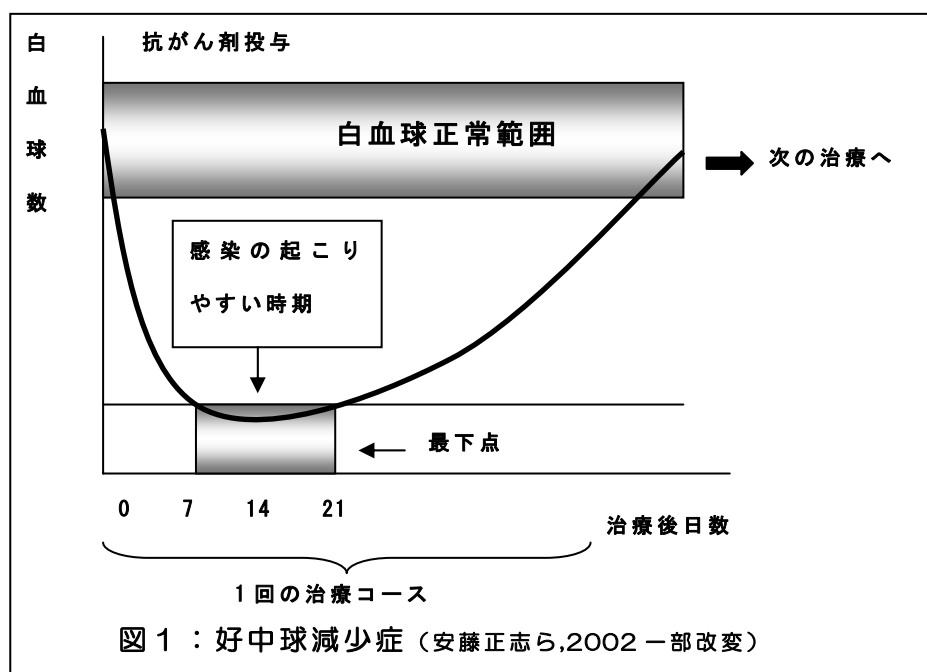 白血球数
抗がん剤投与
白血球正常範囲
次の治療へ
感染の起こり
やすい時期
最下点
0 7 14 21
治療後日数
1回の治療コース
図1：好中球減少症（安藤正志ら,2002一部改変）